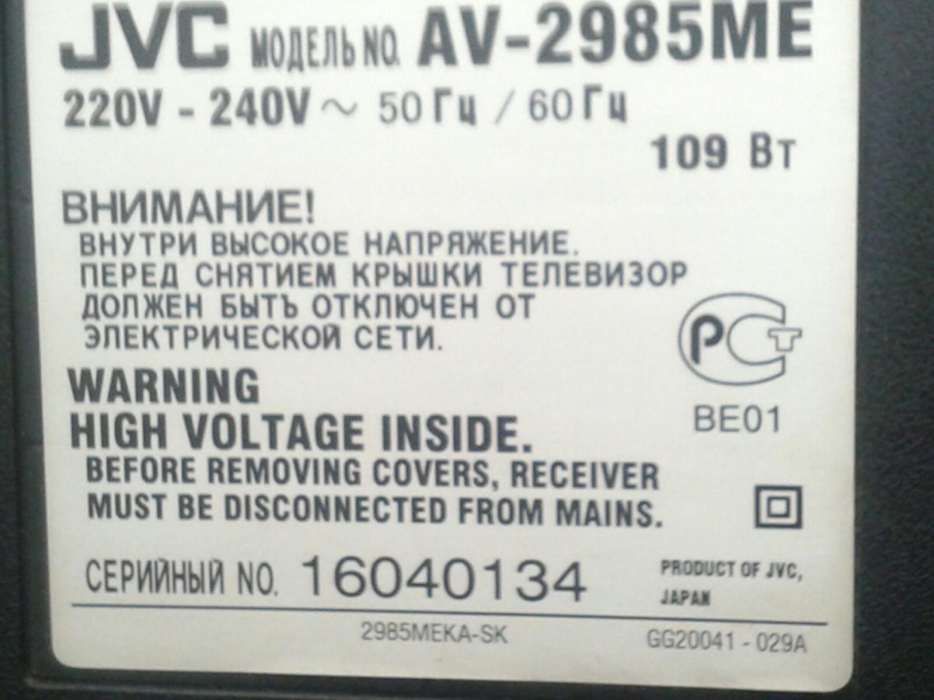 JVC МОДЕЛЬ NO. AV-2985ME
220V - 240V ~ 50 Гц / 60 Гц
109 Вт
ВНИМАНИЕ!
ВНУТРИ ВЫСОКОЕ НАПРЯЖЕНИЕ.
ПЕРЕД СНЯТИЕМ КРЫШКИ ТЕЛЕВИЗОР
ДОЛЖЕН БЫТЬ ОТКЛЮЧЕН ОТ
ЭЛЕКТРИЧЕСКОЙ СЕТИ.
РСТ
BE01
WARNING
HIGH VOLTAGE INSIDE.
BEFORE REMOVING COVERS, RECEIVER
MUST BE DISCONNECTED FROM MAINS.
СЕРИЙНЫЙ NO. 16040134
PRODUCT OF JVC,
JAPAN
2985MEKA-SK
GG20041 - 029A